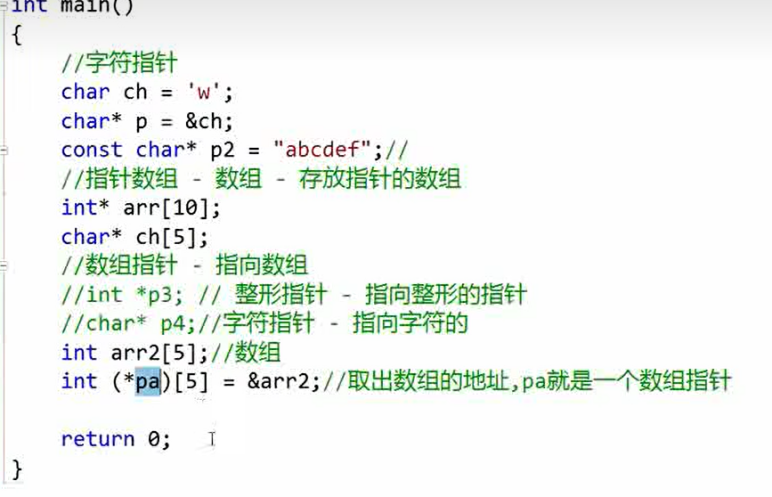 int main()
{
//字符指针
char ch = 'w';
char* p = &ch;
const char* p2 = "abcdef";//
//指针数组 - 数组 - 存放指针的数组
int* arr[10];
char* ch[5];
//数组指针 - 指向数组
//int *p3; // 整形指针 - 指向整形的指针
//char* p4;//字符指针 - 指向字符的
int arr2[5];//数组
int (*pa)[5] = &arr2;//取出数组的地址,pa就是一个数组指针
return 0;
}